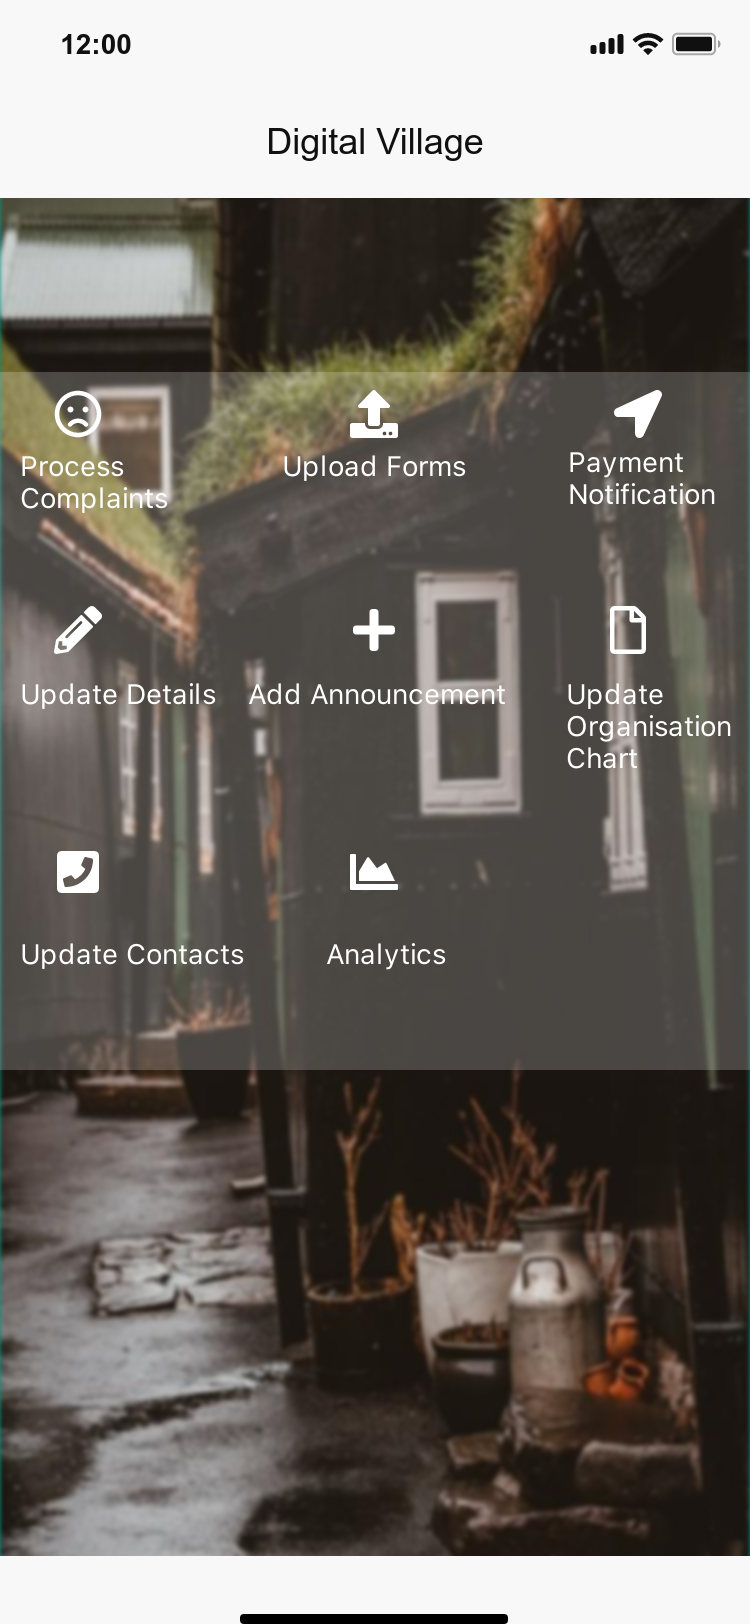 12:00
Digital Village
Process
Complaints
Upload Forms
Payment
Notification
Update Details
Add Announcement
Update
Organisation
Chart
Update Contacts
Analytics